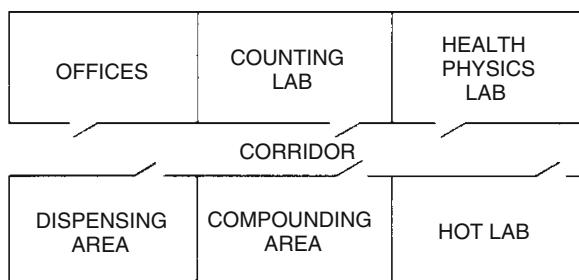 OFFICES
COUNTING
LAB
HEALTH
PHYSICS
LAB
CORRIDOR
DISPENSING
AREA
COMPOUNDING
AREA
HOT LAB